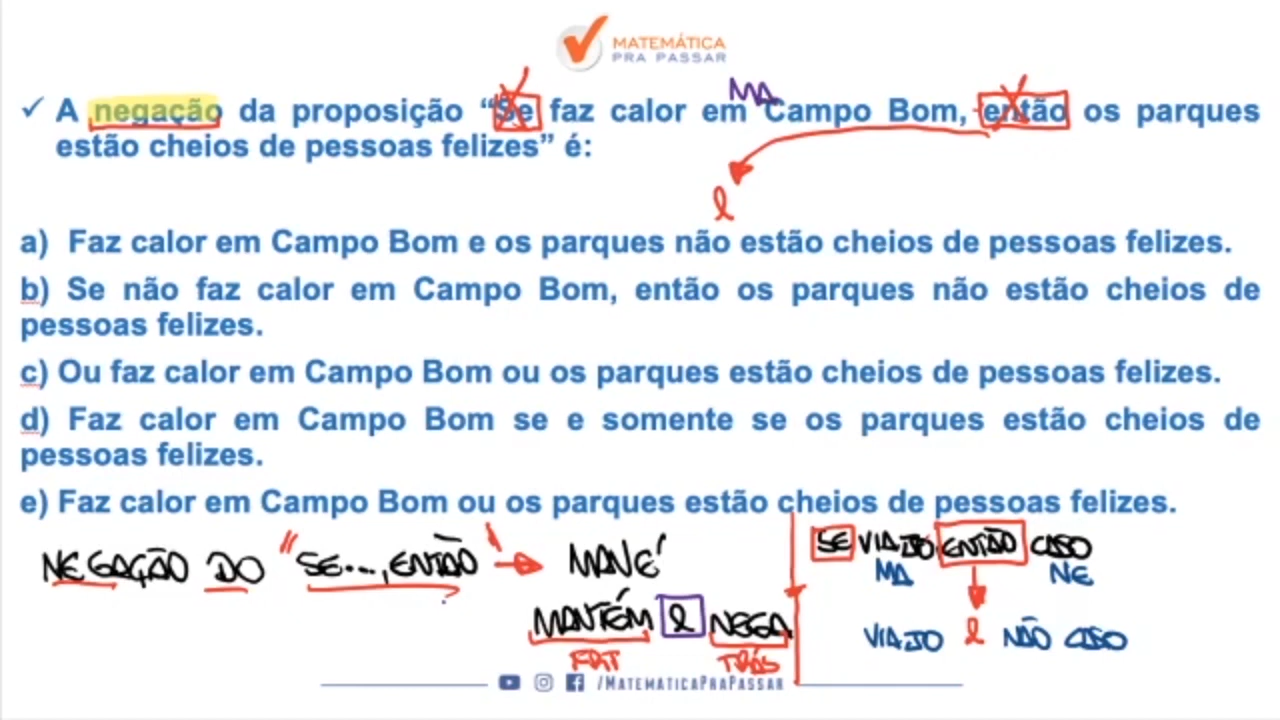 MATEMÁTICA
PRA PASSAR
MA
✓ A negação da proposição “Se faz calor em Campo Bom, então os parques
estão cheios de pessoas felizes” é:
e
a) Faz calor em Campo Bom e os parques não estão cheios de pessoas felizes.
b) Se não faz calor em Campo Bom, então os parques não estão cheios de
pessoas felizes.
c) Ou faz calor em Campo Bom ou os parques estão cheios de pessoas felizes.
d) Faz calor em Campo Bom se e somente se os parques estão cheios de
pessoas felizes.
e) Faz calor em Campo Bom ou os parques estão cheios de pessoas felizes.
NEGAÇÃO DO "SE..., ENTÃO" → MANÉ
MANTÉM e NEGA
FRT TRÁS
SE VIAJO ENTÃO CASO
MA NE
VIAJO e NÃO CASO
/MATEMATICAPRAPASSAR